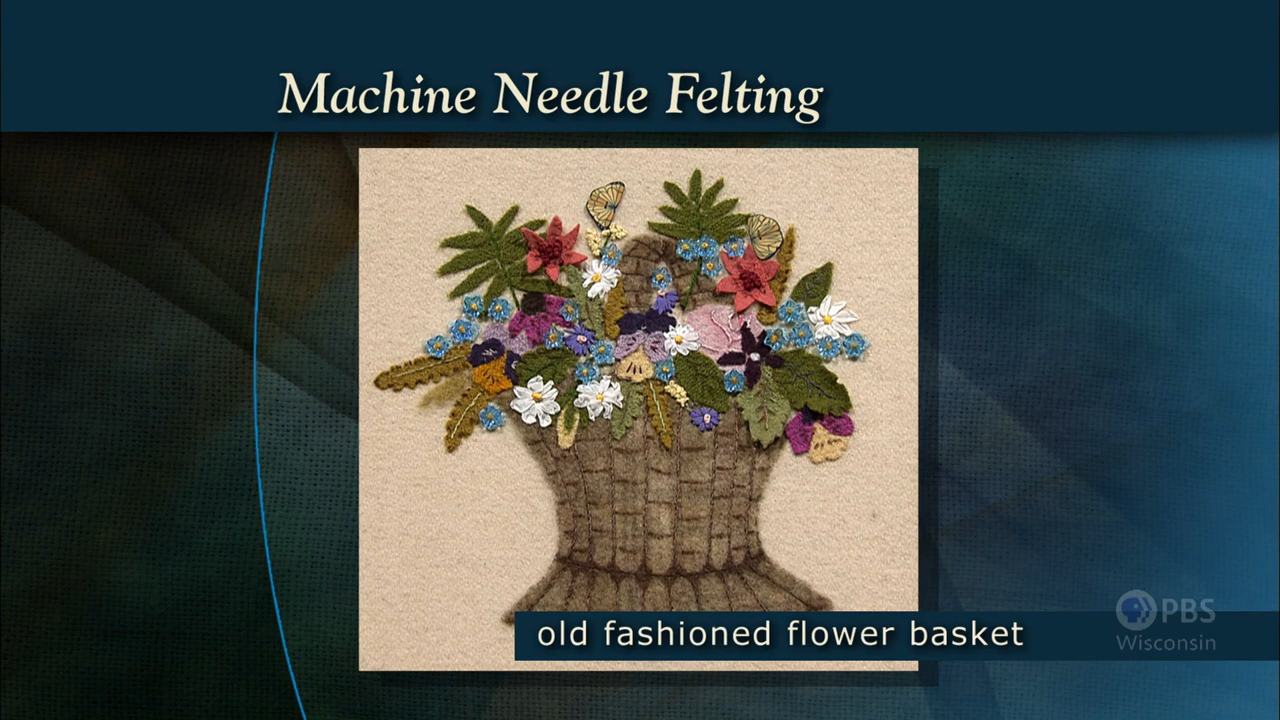 Machine Needle Felting
old fashioned flower basket
PBS
Wisconsin